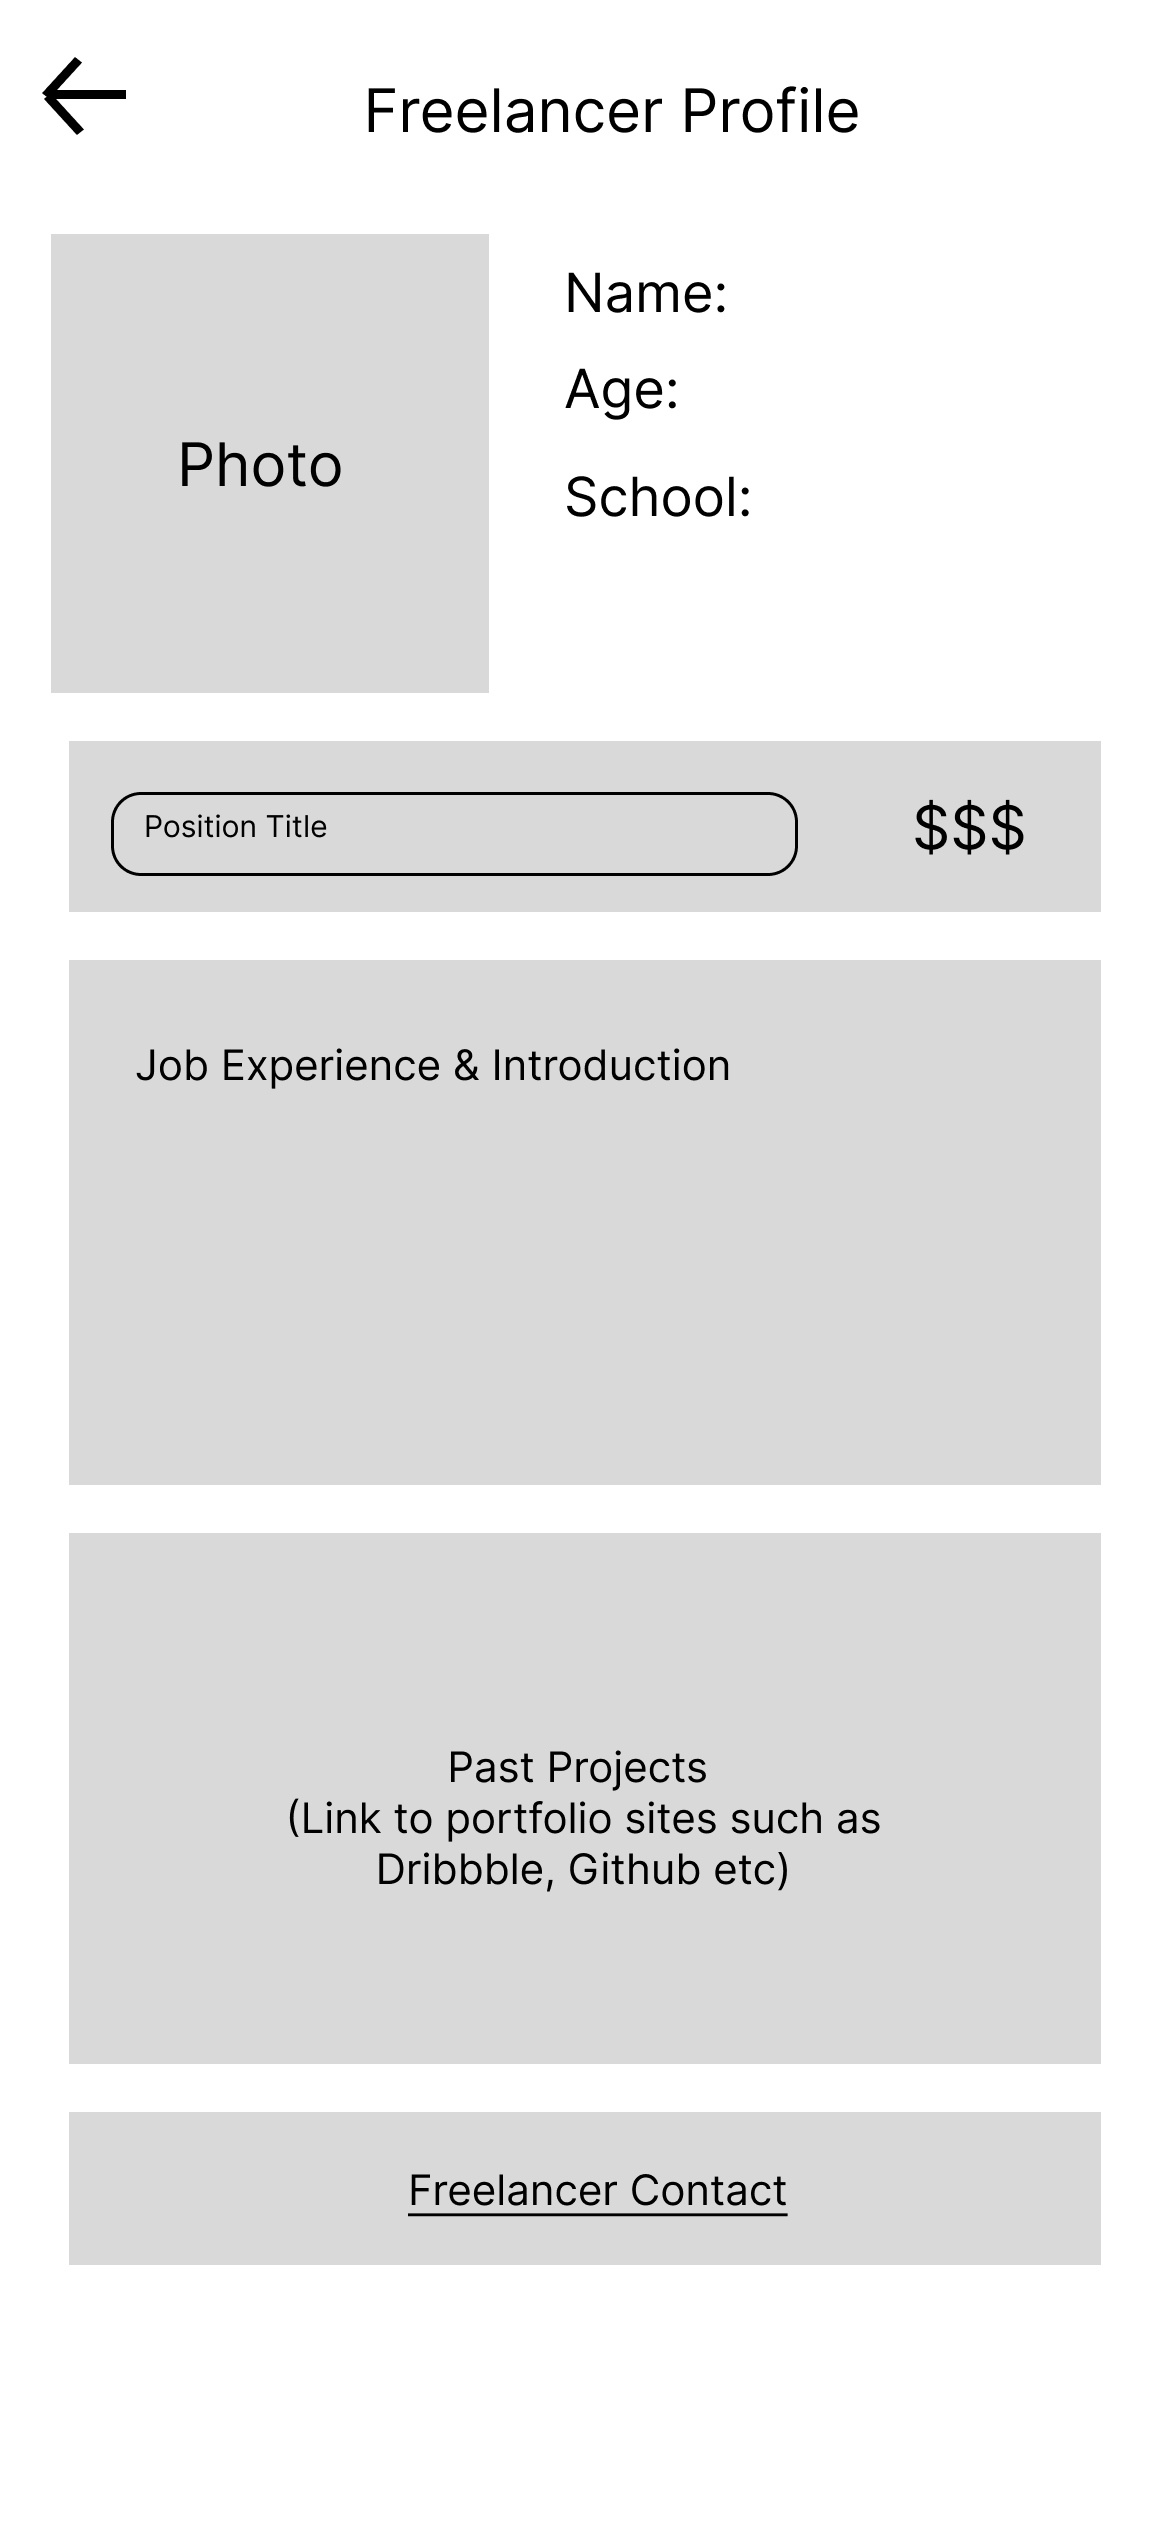 Freelancer Profile
Photo
Name:
Age:
School:
Position Title
$$$
Job Experience & Introduction
Past Projects
(Link to portfolio sites such as
Dribbble, Github etc)
Freelancer Contact